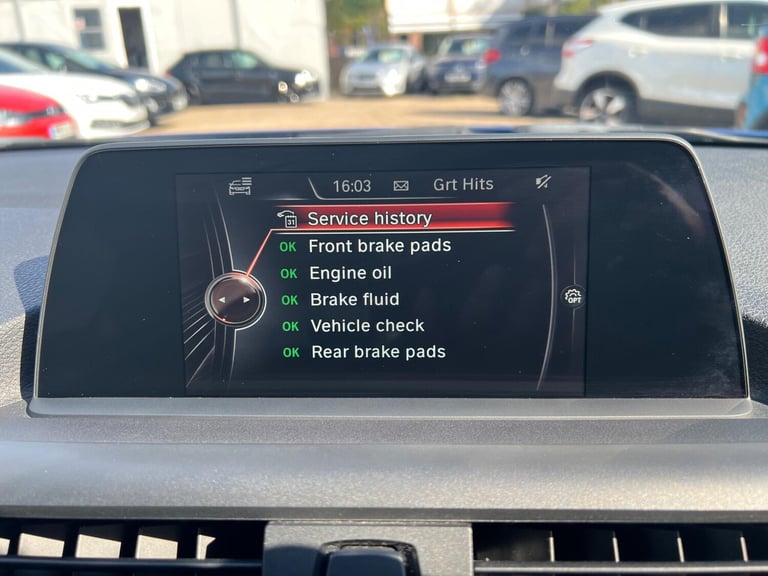 16:03 Grt Hits
31 Service history
OK Front brake pads
OK Engine oil
OK Brake fluid
OK Vehicle check
OK Rear brake pads
OPT